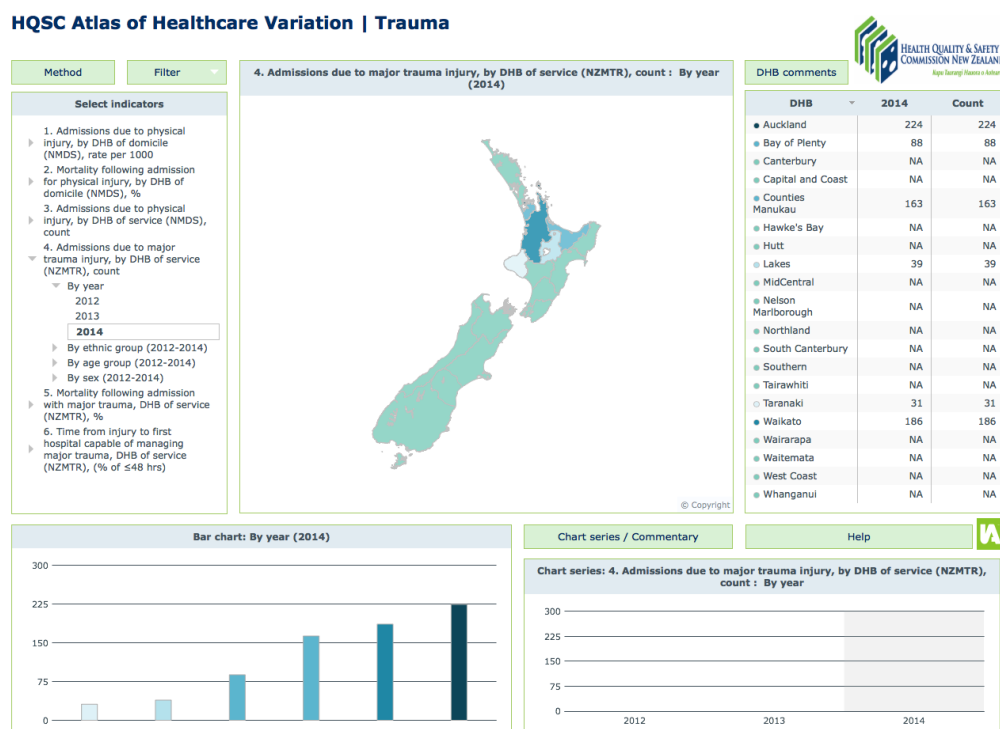 HQSC Atlas of Healthcare Variation | Trauma
HEALTH QUALITY & SAFETY
COMMISSION NEW ZEALAN
Kupu Taurangi Hauora o Aotear
Method
Filter
Select indicators
1. Admissions due to physical
injury, by DHB of domicile
(NMDS), rate per 1000
2. Mortality following admission
for physical injury, by DHB of
domicile (NMDS), %
3. Admissions due to physical
injury, by DHB of service (NMDS),
count
4. Admissions due to major
trauma injury, by DHB of service
(NZMTR), count
By year
2012
2013
2014
By ethnic group (2012-2014)
By age group (2012-2014)
By sex (2012-2014)
5. Mortality following admission
with major trauma, DHB of service
(NZMTR), %
6. Time from injury to first
hospital capable of managing
major trauma, DHB of service
(NZMTR), (% of ≤48 hrs)
4. Admissions due to major trauma injury, by DHB of service (NZMTR), count : By year
(2014)
© Copyright
DHB comments
DHB 2014 Count
Auckland 224 224
Bay of Plenty 88 88
Canterbury NA NA
Capital and Coast NA NA
Counties
Manukau 163 163
Hawke's Bay NA NA
Hutt NA NA
Lakes 39 39
MidCentral NA NA
Nelson
Marlborough NA NA
Northland NA NA
South Canterbury NA NA
Southern NA NA
Tairawhiti NA NA
Taranaki 31 31
Waikato 186 186
Wairarapa NA NA
Waitemata NA NA
West Coast NA NA
Whanganui NA NA
Bar chart: By year (2014)
300
225
150
75
0
Chart series / Commentary
Help
Chart series: 4. Admissions due to major trauma injury, by DHB of service (NZMTR),
count : By year
300
225
150
75
0
2012 2013 2014